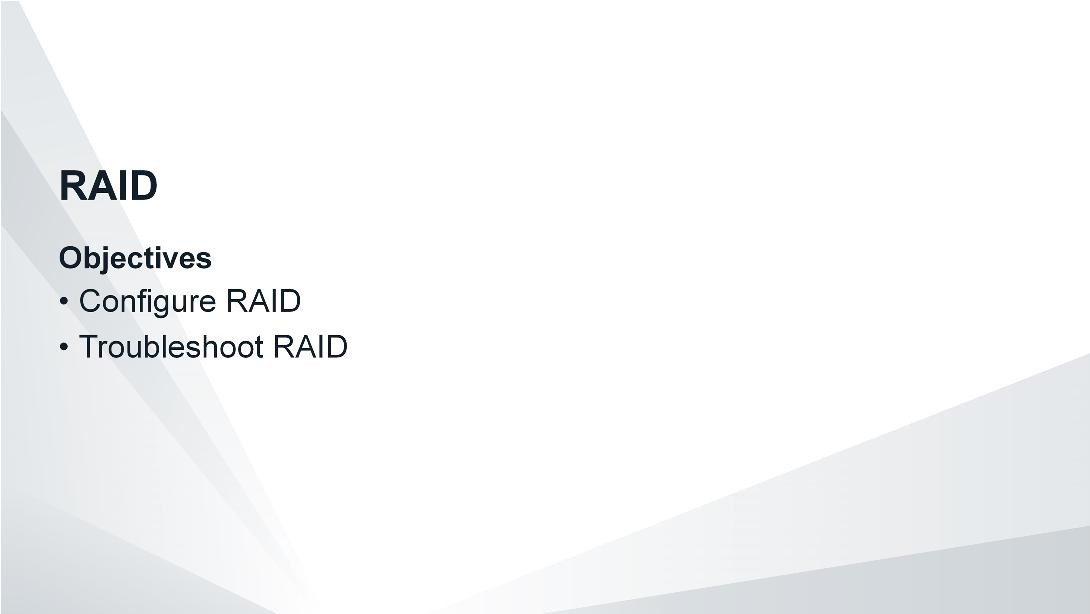 RAID
Objectives
• Configure RAID
• Troubleshoot RAID